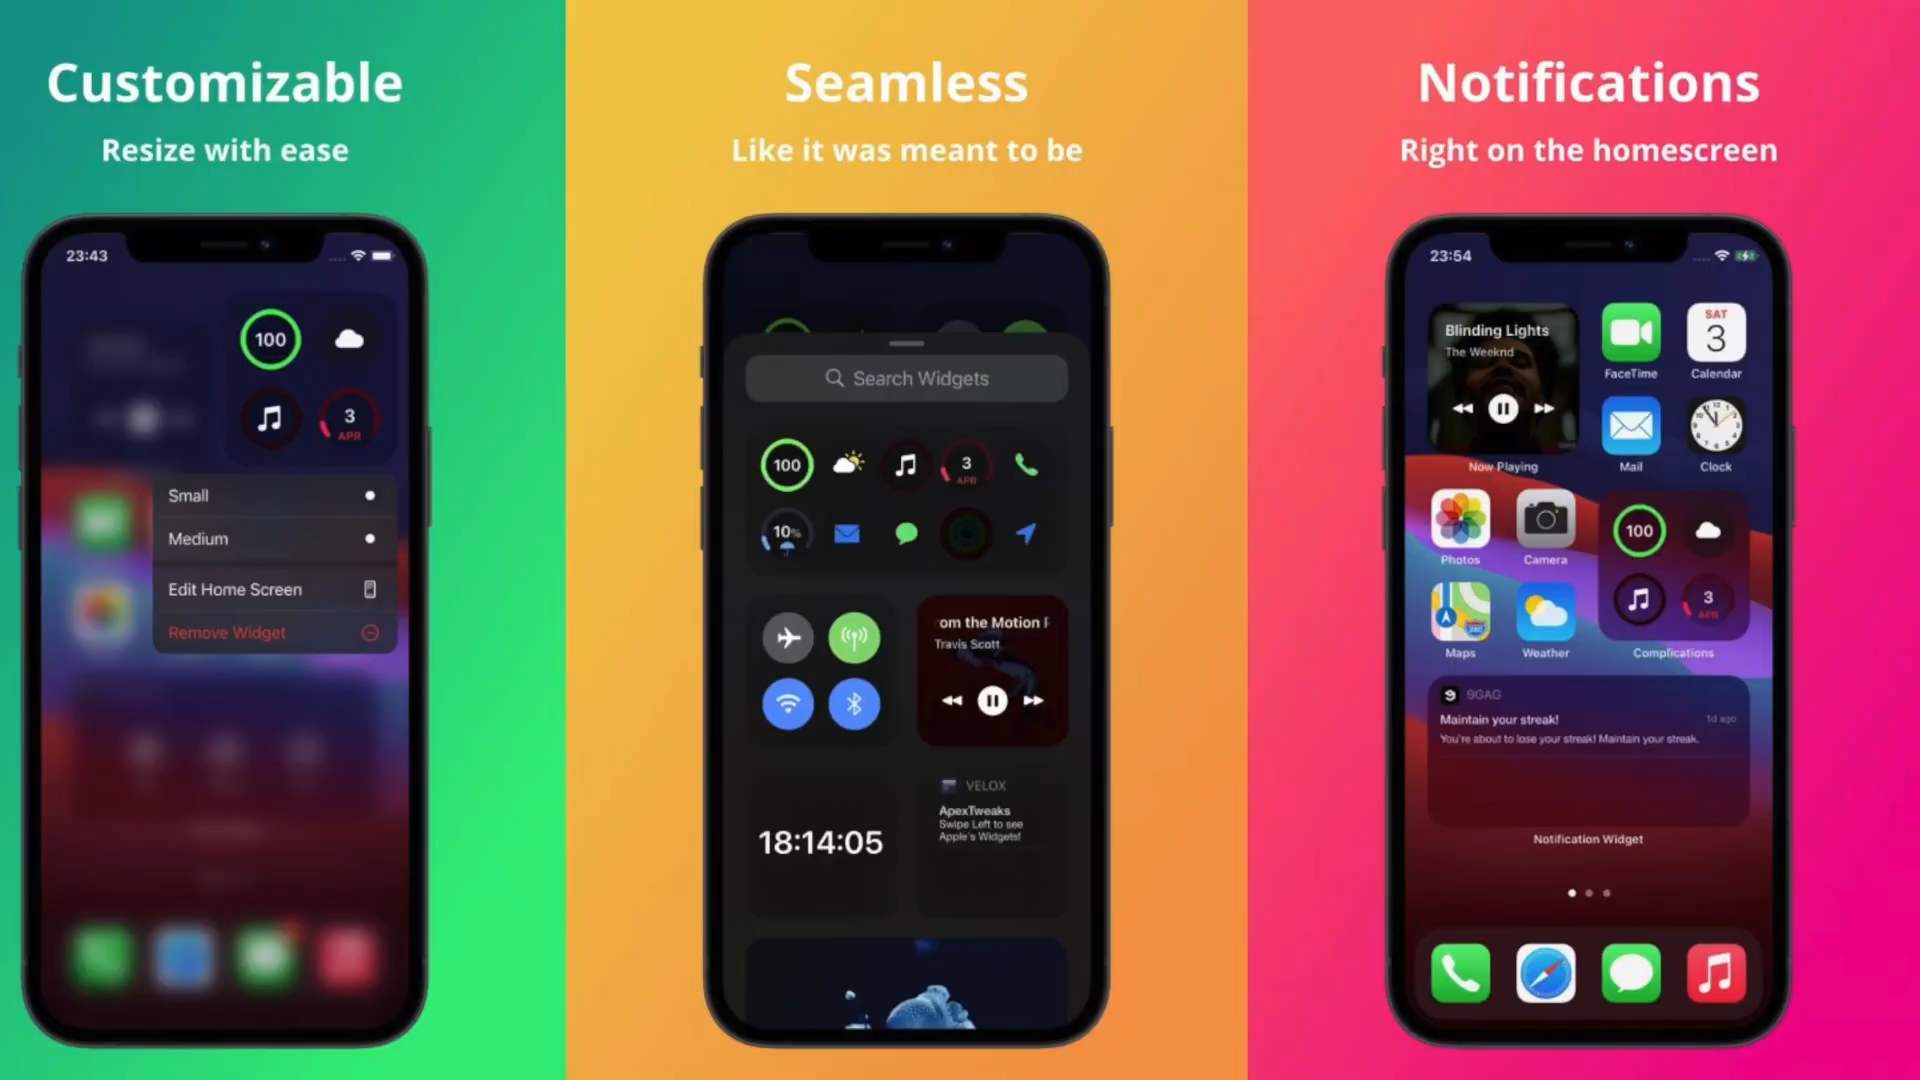 Customizable
Resize with ease
23:43
100
3
APR
Small
Medium
Edit Home Screen
Remove Widget
Seamless
Like it was meant to be
Search Widgets
100
3
APR
10%
om the Motion
Travis Scott
18:14:05
VELOX
ApexTweaks
Swipe Left to see
Apple's Widgets!
Notifications
Right on the homescreen
23:54
Blinding Lights
The Weeknd
Now Playing
FaceTime
SAT
3
Calendar
Mail
Clock
Photos
Camera
Maps
280
Weather
100
3
APR
Complications
9GAG
Maintain your streak!
1d ago
You're about to lose your streak! Maintain your streak.
Notification Widget